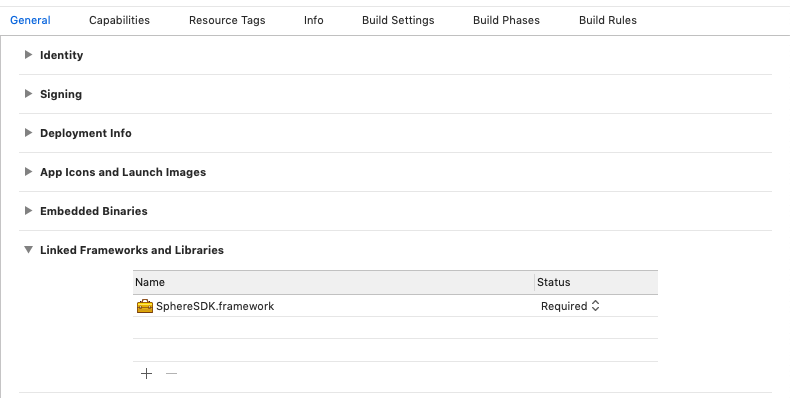 General Capabilities Resource Tags Info Build Settings Build Phases Build Rules
Identity
Signing
Deployment Info
App Icons and Launch Images
Embedded Binaries
Linked Frameworks and Libraries
Name Status
SphereSDK.framework Required